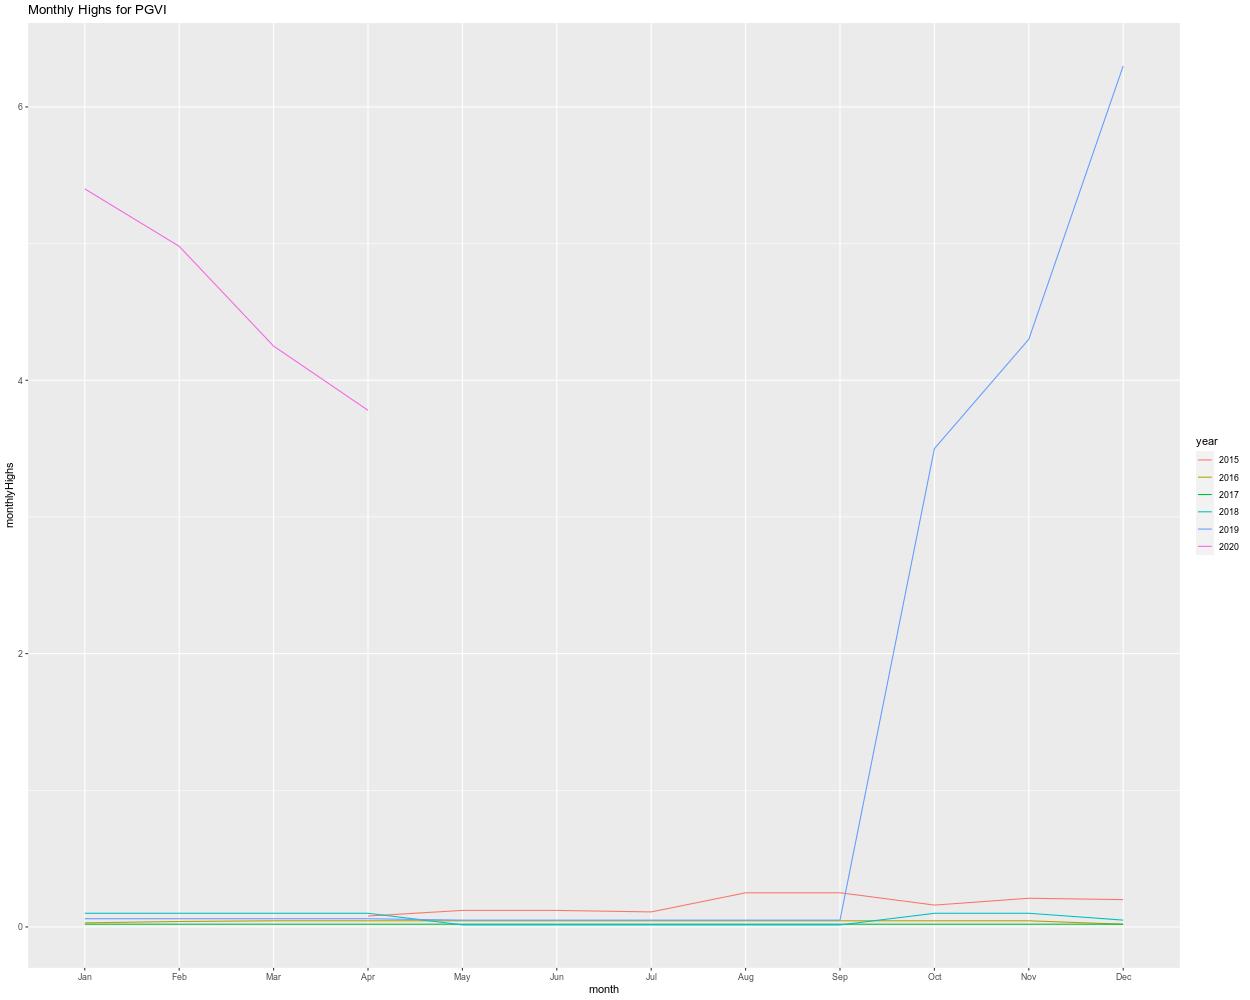 Monthly Highs for PGVI
6
4
2
0
monthlyHighs
Jan Feb Mar Apr May Jun Jul Aug Sep Oct Nov Dec
month
year
2015
2016
2017
2018
2019
2020